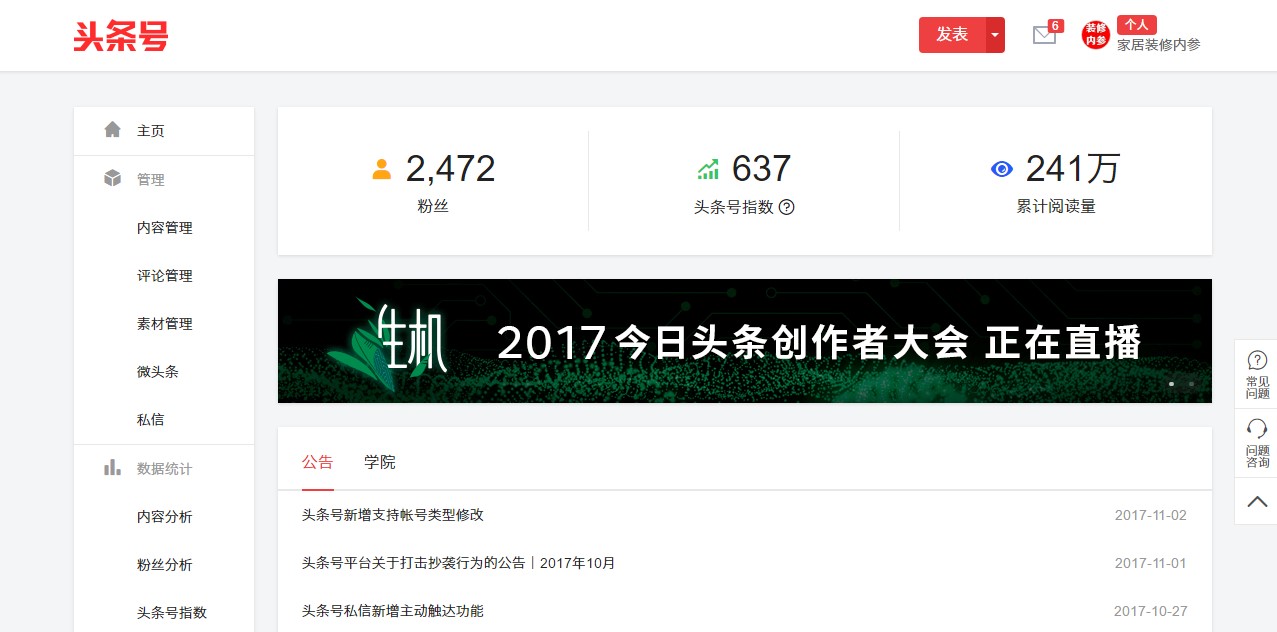 头条号
发表
6
装修
内参
个人
家居装修内参
主页
管理
内容管理
评论管理
素材管理
微头条
私信
数据统计
内容分析
粉丝分析
头条号指数
2,472
粉丝
637
头条号指数 ?
241万
累计阅读量
生机
2017今日头条创作者大会 正在直播
公告
学院
头条号新增支持帐号类型修改 2017-11-02
头条号平台关于打击抄袭行为的公告丨2017年10月 2017-11-01
头条号私信新增主动触达功能 2017-10-27
?
常见
问题
问题
咨询